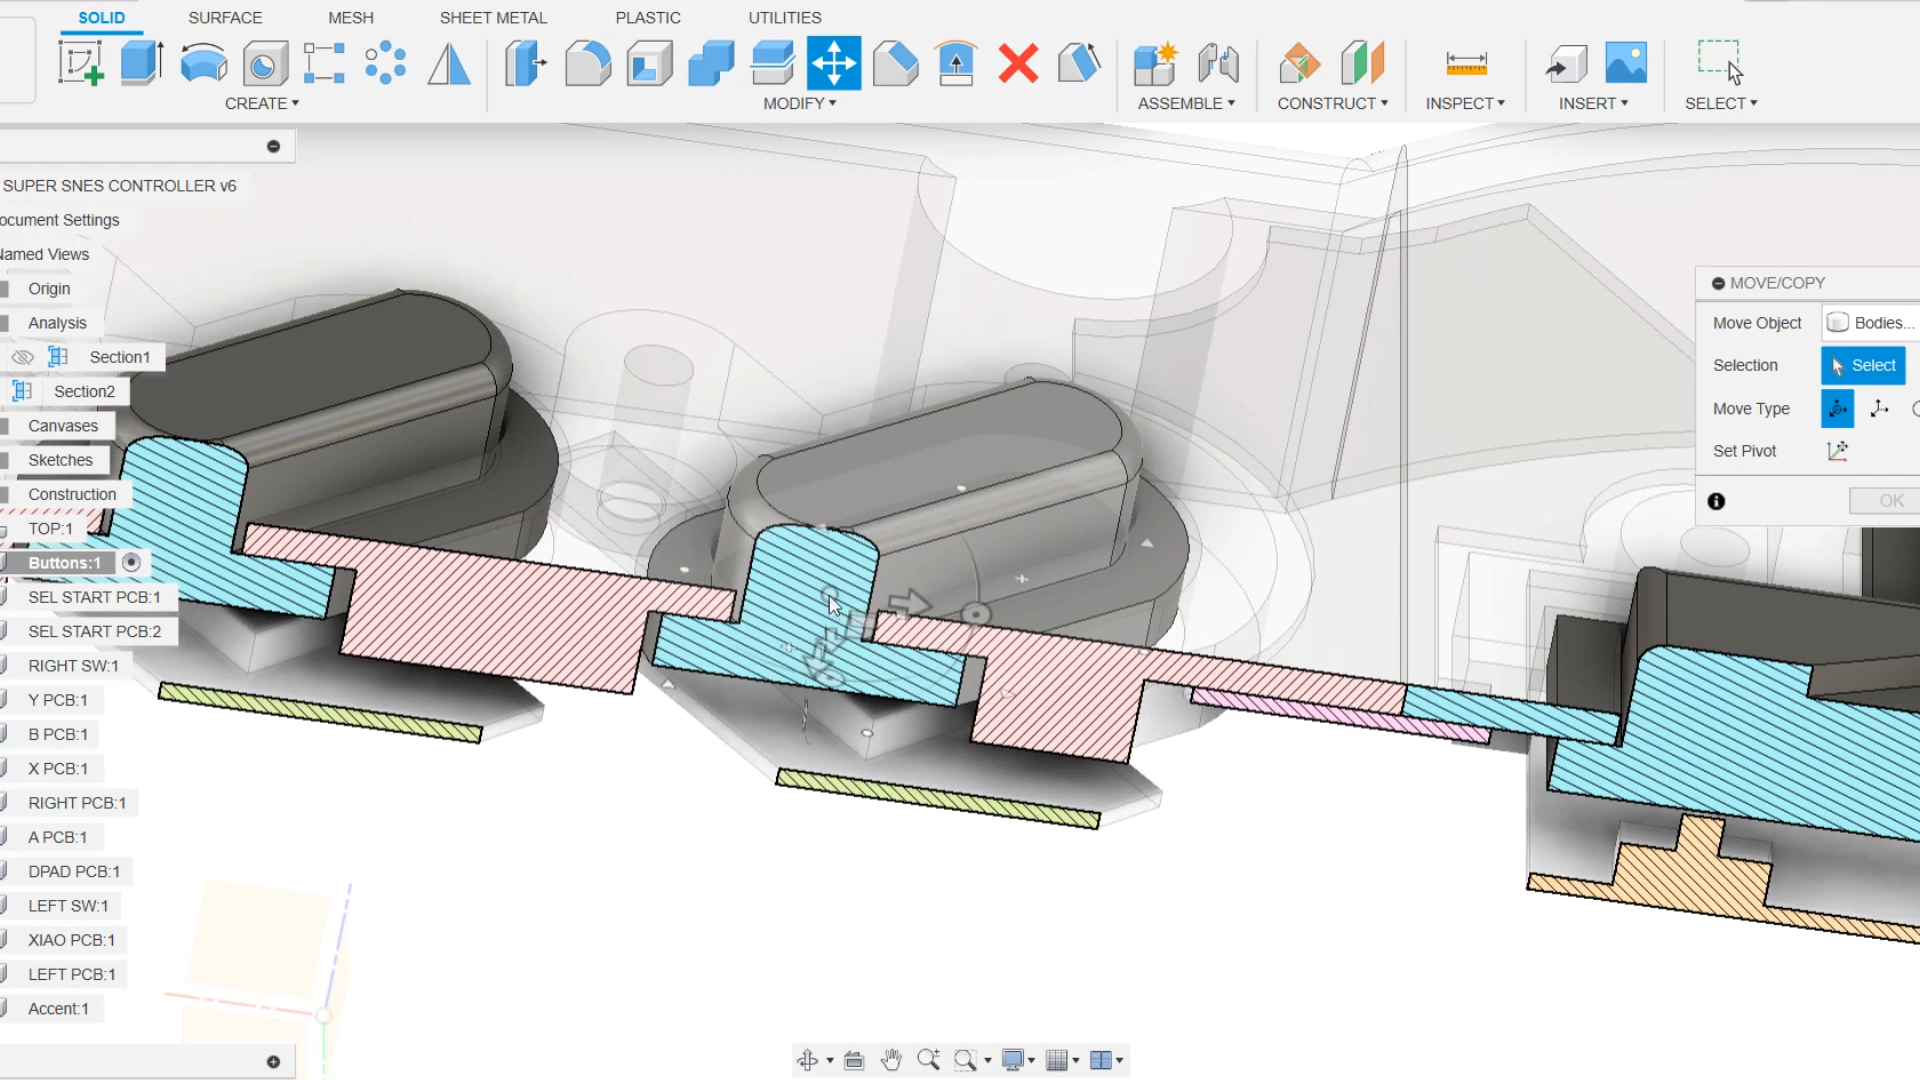 SOLID SURFACE MESH SHEET METAL PLASTIC UTILITIES
CREATE MODIFY ASSEMBLE CONSTRUCT INSPECT INSERT SELECT
SUPER SNES CONTROLLER v6
ocument Settings
Named Views
Origin
Analysis
Section1
Section2
Canvases
Sketches
Construction
TOP:1
Buttons:1
SEL START PCB:1
SEL START PCB:2
RIGHT SW:1
Y PCB:1
B PCB:1
X PCB:1
RIGHT PCB:1
A PCB:1
DPAD PCB:1
LEFT SW:1
XIAO PCB:1
LEFT PCB:1
Accent:1
MOVE/COPY
Move Object Bodies...
Selection Select
Move Type
Set Pivot
OK